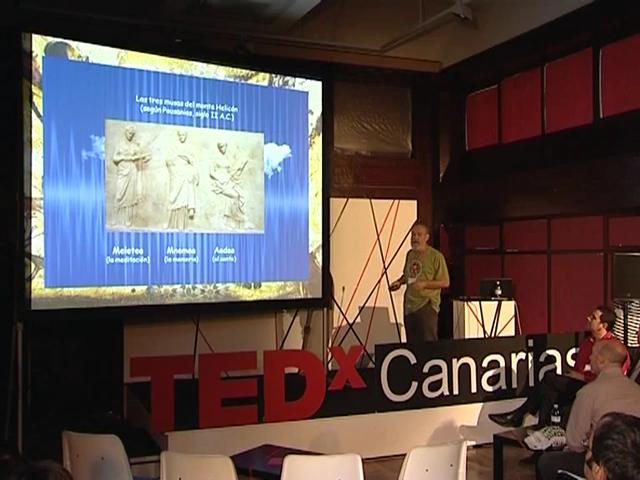 Las tres musas del monte Helicón
(según Pausanias, siglo II A.C.)
Meletea Mnemea Aedea
(la meditación) (la memoria) (el canto)
TEDx Canarias